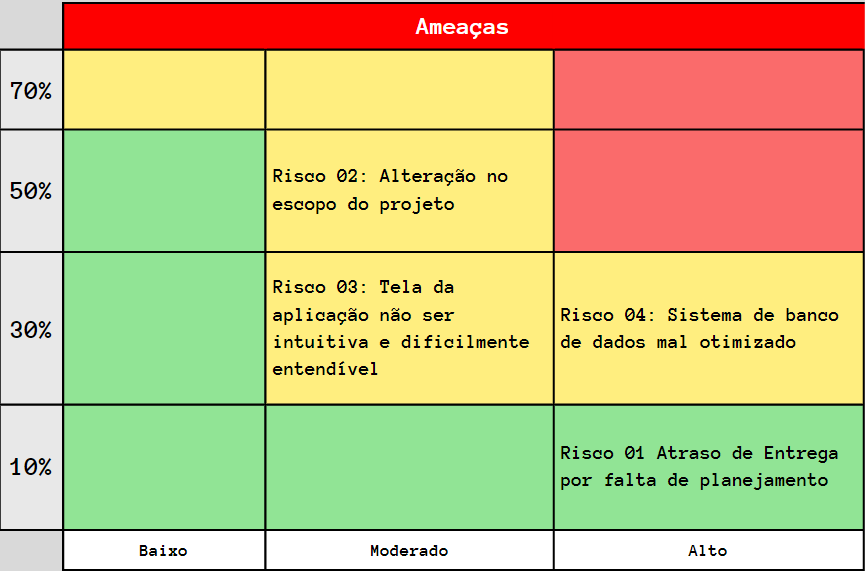 Ameaças
70%
50%
Risco 02: Alteração no
escopo do projeto
30%
Risco 03: Tela da
aplicação não ser
intuitiva e dificilmente
entendível
Risco 04: Sistema de banco
de dados mal otimizado
10%
Risco 01 Atraso de Entrega
por falta de planejamento
Baixo
Moderado
Alto